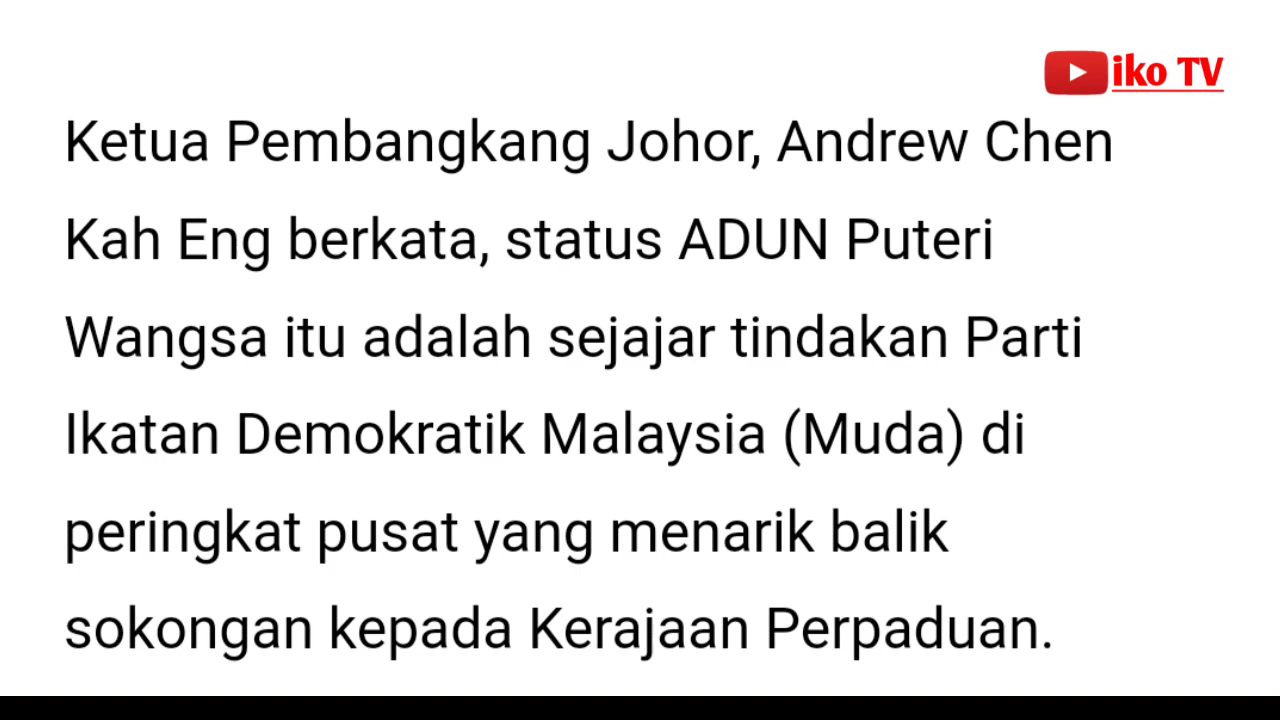 iko TV
Ketua Pembangkang Johor, Andrew Chen
Kah Eng berkata, status ADUN Puteri
Wangsa itu adalah sejajar tindakan Parti
Ikatan Demokratik Malaysia (Muda) di
peringkat pusat yang menarik balik
sokongan kepada Kerajaan Perpaduan.